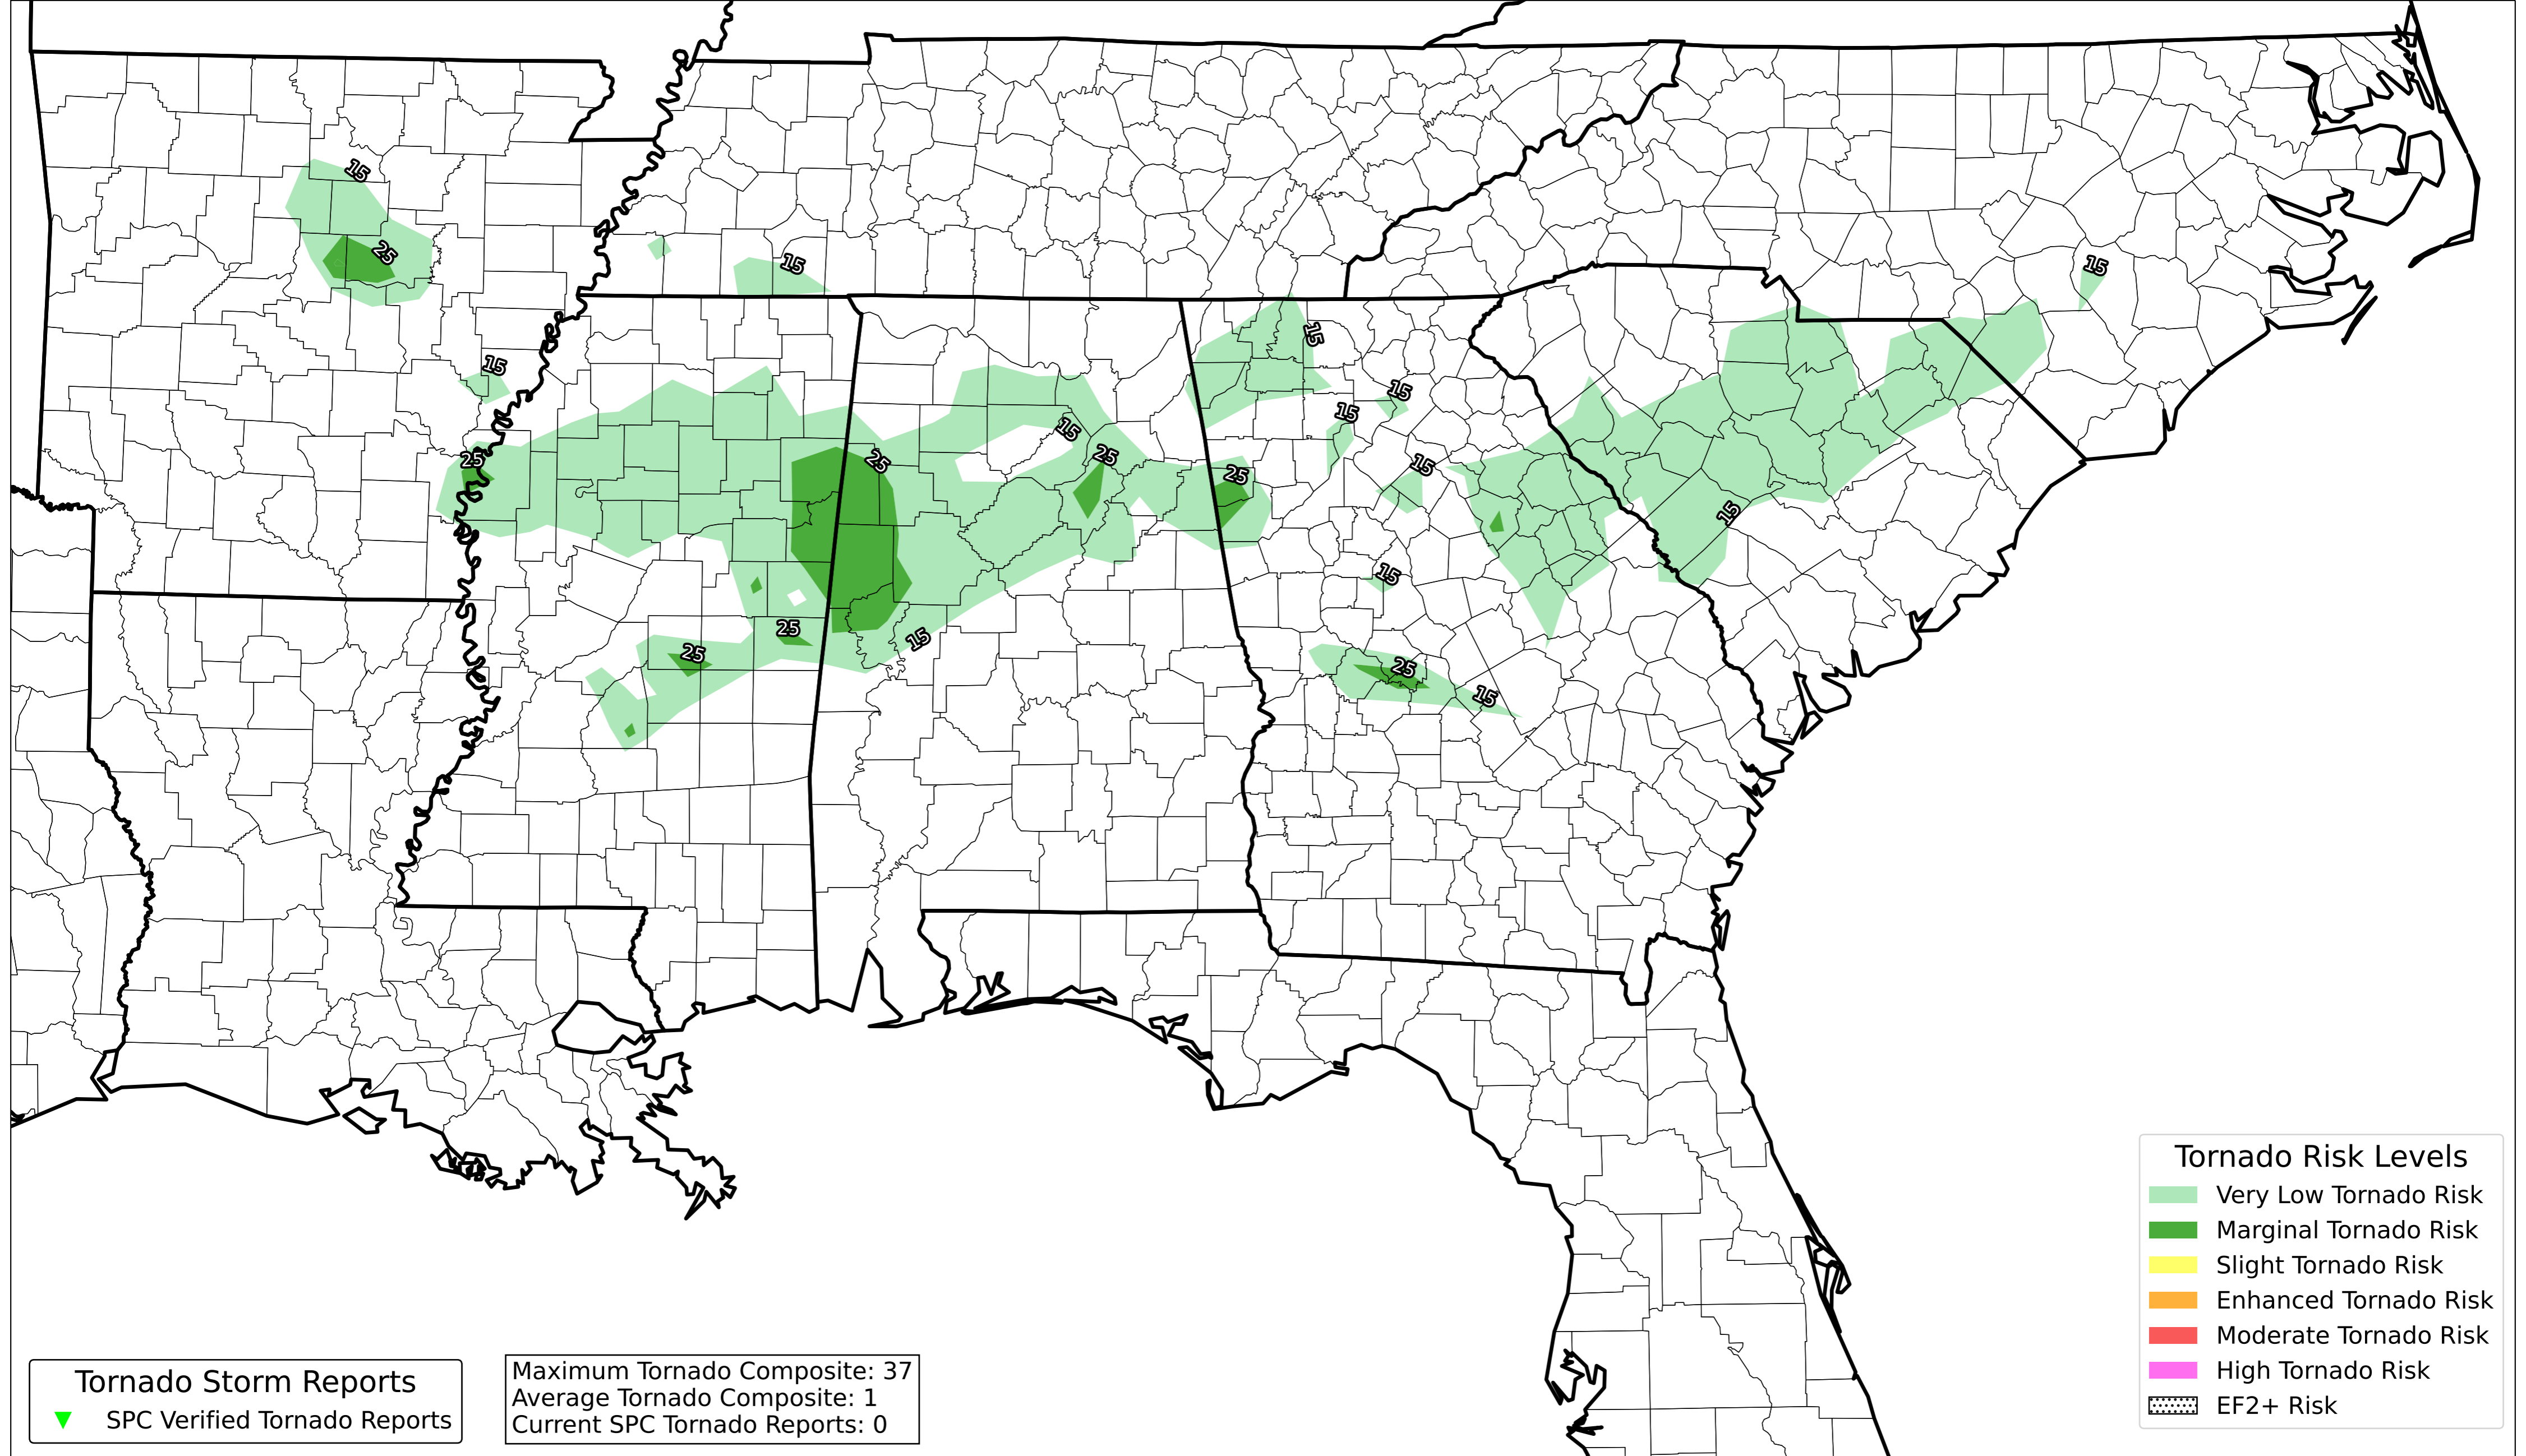 15
25
15
15
15
15
15
15
25
25
15
25
25
15
15
15
15
25
15
25
25
15
15
Tornado Risk Levels
Very Low Tornado Risk
Marginal Tornado Risk
Slight Tornado Risk
Enhanced Tornado Risk
Moderate Tornado Risk
High Tornado Risk
EF2+ Risk
Tornado Storm Reports
SPC Verified Tornado Reports
Maximum Tornado Composite: 37
Average Tornado Composite: 1
Current SPC Tornado Reports: 0